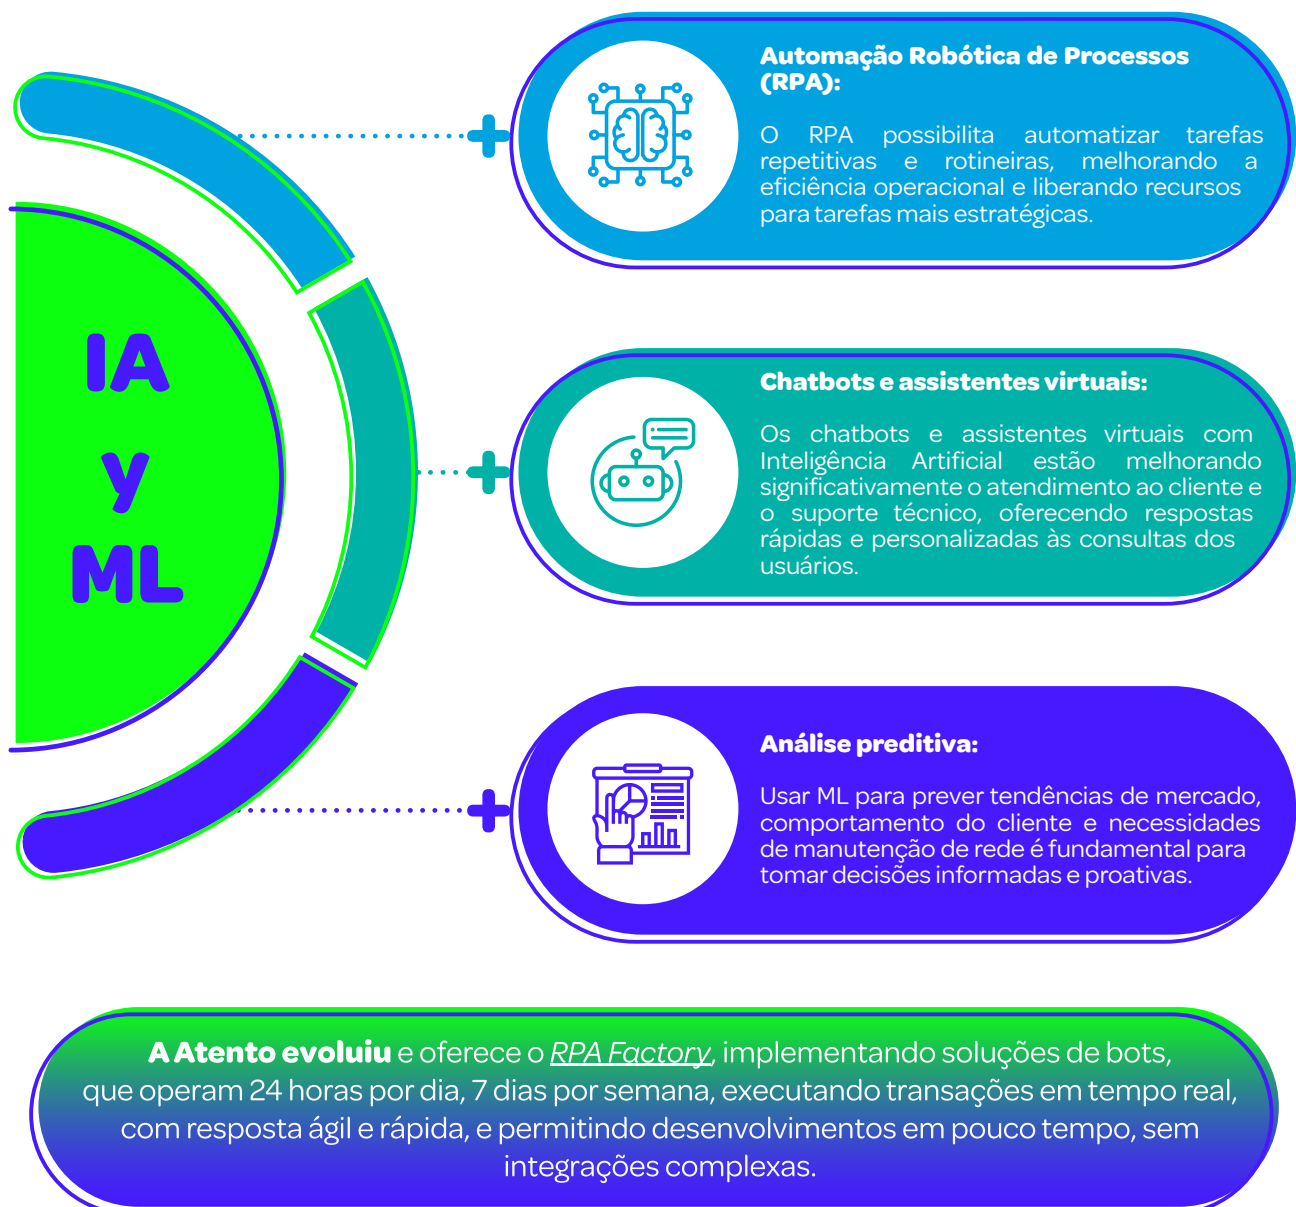 Automação Robótica de Processos
(RPA):
O RPA possibilita automatizar tarefas
repetitivas e rotineiras, melhorando a
eficiência operacional e liberando recursos
para tarefas mais estratégicas.
IA
y
ML
Chatbots e assistentes virtuais:
Os chatbots e assistentes virtuais com
Inteligência Artificial estão melhorando
significativamente o atendimento ao cliente e
o suporte técnico, oferecendo respostas
rápidas e personalizadas às consultas dos
usuários.
Análise preditiva:
Usar ML para prever tendências de mercado,
comportamento do cliente e necessidades
de manutenção de rede é fundamental para
tomar decisões informadas e proativas.
A Atento evoluiu e oferece o RPA Factory, implementando soluções de bots,
que operam 24 horas por dia, 7 dias por semana, executando transações em tempo real,
com resposta ágil e rápida, e permitindo desenvolvimentos em pouco tempo, sem
integrações complexas.